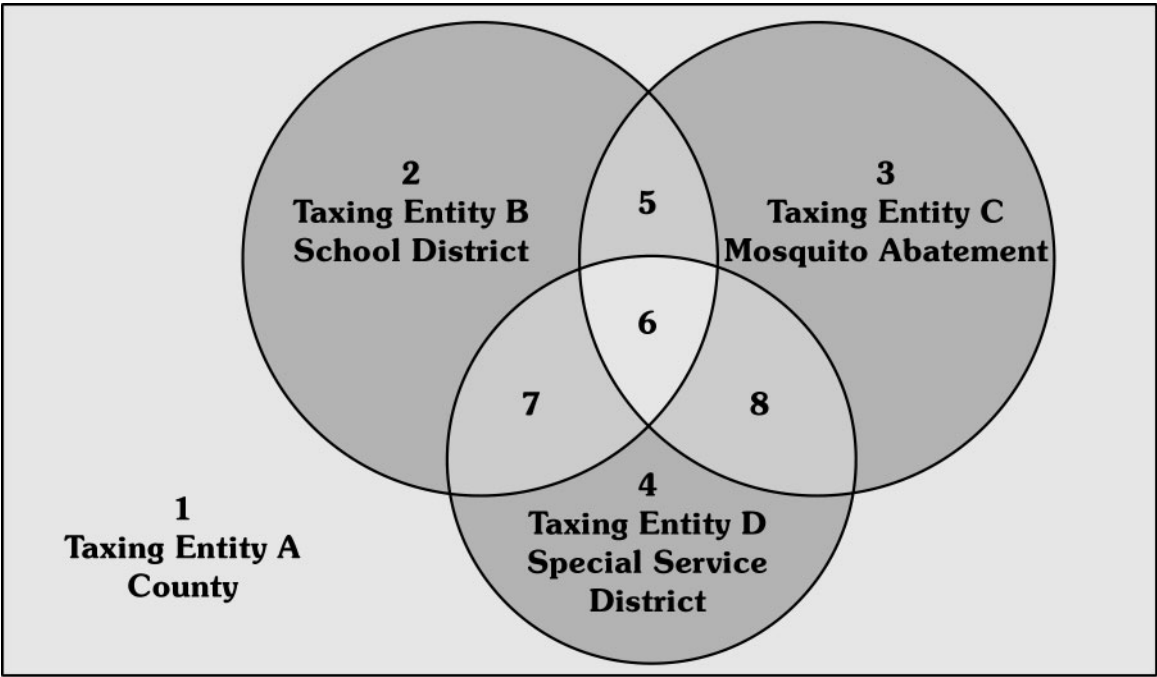 2
Taxing Entity B
School District
3
Taxing Entity C
Mosquito Abatement
5
6
7
8
4
Taxing Entity D
Special Service
District
1
Taxing Entity A
County